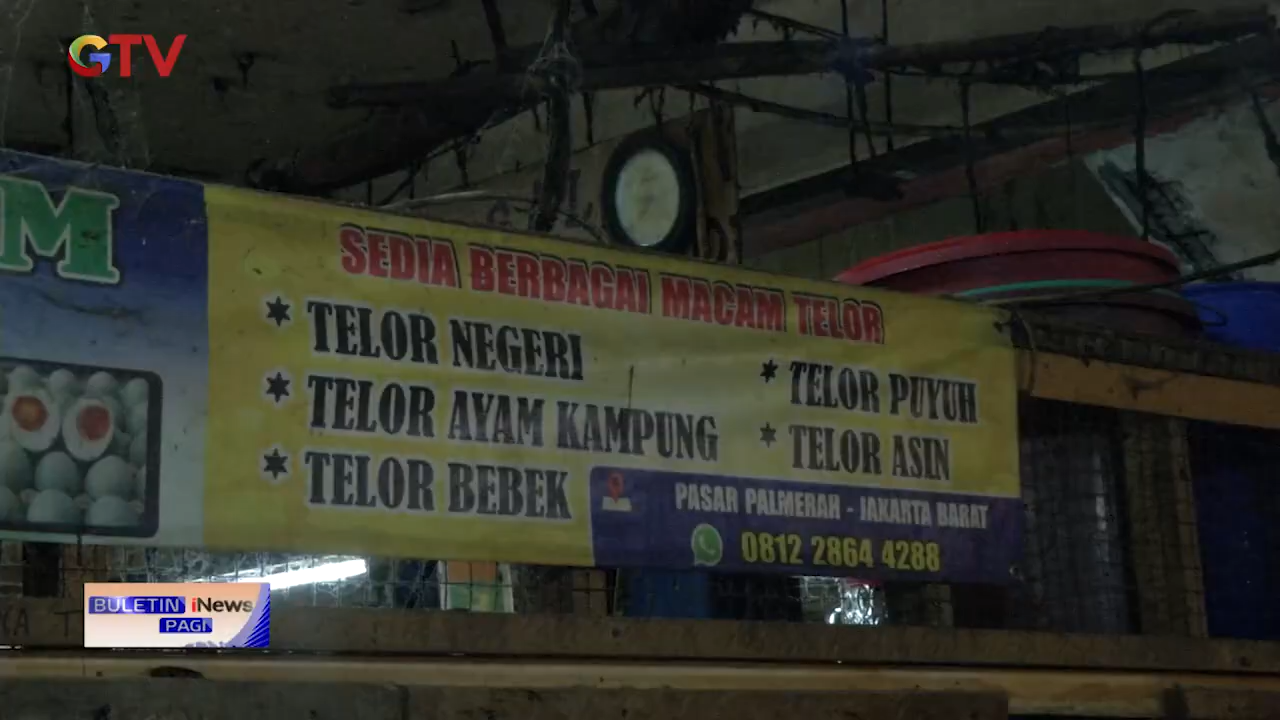 GTV
M
SEDIA BERBAGAI MACAM TELOR
* TELOR NEGERI
* TELOR AYAM KAMPUNG
* TELOR BEBEK
* TELOR PUYUH
* TELOR ASIN
PASAR PALMERAH - JAKARTA BARAT
0812 2864 4288
BULETIN iNews
PAGI